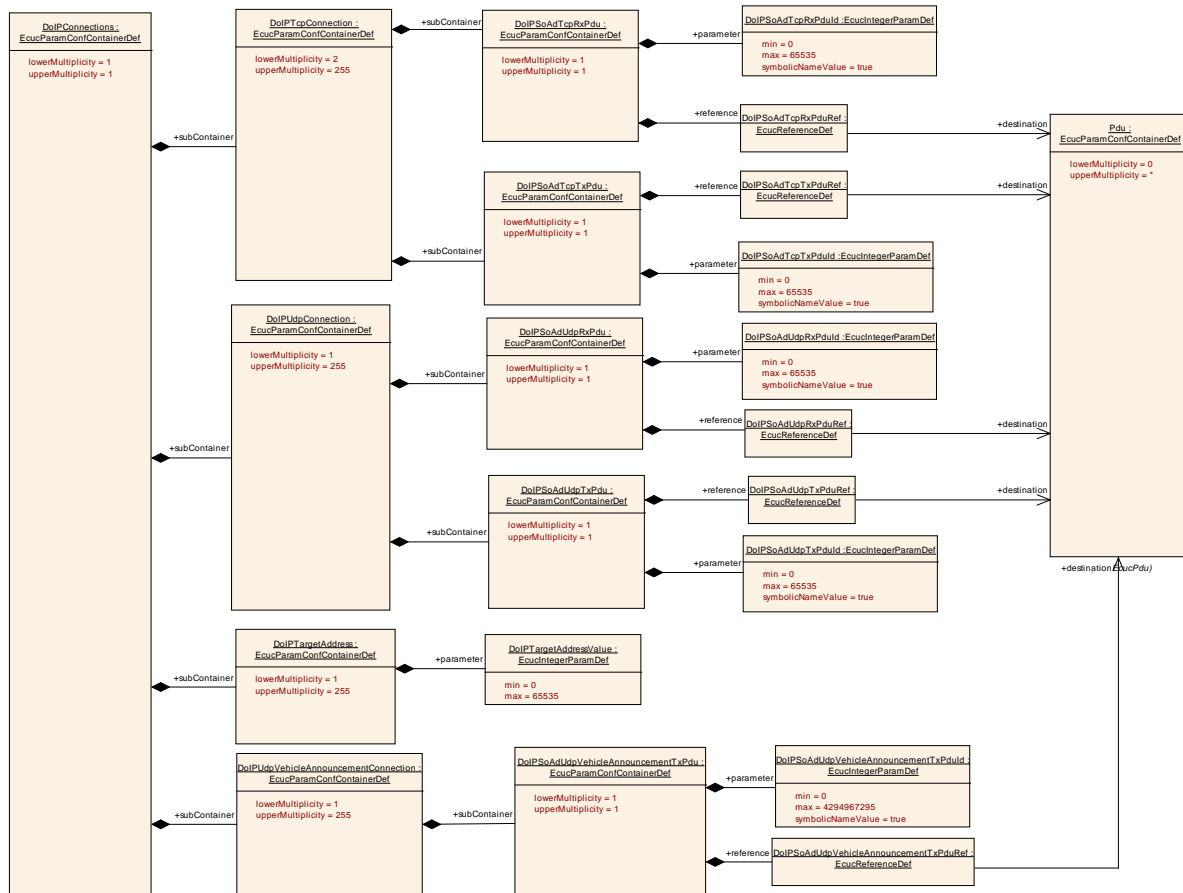 DoIPConnections :
EcucParamConfContainerDef
lowerMultiplicity = 1
upperMultiplicity = 1
DoIPTcpConnection :
EcucParamConfContainerDef
lowerMultiplicity = 2
upperMultiplicity = 255
+subContainer
DoIPSoAdTcpRxPdu :
EcucParamConfContainerDef
lowerMultiplicity = 1
upperMultiplicity = 1
+parameter
DoIPSoAdTcpRxPduId :EcucIntegerParamDef
min = 0
max = 65535
symbolicNameValue = true
+reference
DoIPSoAdTcpRxPduRef :
EcucReferenceDef
+destination
Pdu :
EcucParamConfContainerDef
lowerMultiplicity = 0
upperMultiplicity = *
+subContainer
DoIPSoAdTcpTxPdu :
EcucParamConfContainerDef
lowerMultiplicity = 1
upperMultiplicity = 1
+reference
DoIPSoAdTcpTxPduRef :
EcucReferenceDef
+destination
+subContainer
+parameter
DoIPSoAdTcpTxPduId :EcucIntegerParamDef
min = 0
max = 65535
symbolicNameValue = true
DoIPUdpConnection :
EcucParamConfContainerDef
lowerMultiplicity = 1
upperMultiplicity = 255
+subContainer
DoIPSoAdUdpRxPdu :
EcucParamConfContainerDef
lowerMultiplicity = 1
upperMultiplicity = 1
+parameter
DoIPSoAdUdpRxPduId :EcucIntegerParamDef
min = 0
max = 65535
symbolicNameValue = true
+reference
DoIPSoAdUdpRxPduRef :
EcucReferenceDef
+destination
+subContainer
DoIPSoAdUdpTxPdu :
EcucParamConfContainerDef
lowerMultiplicity = 1
upperMultiplicity = 1
+reference
DoIPSoAdUdpTxPduRef :
EcucReferenceDef
+destination
+subContainer
+parameter
DoIPSoAdUdpTxPduId :EcucIntegerParamDef
min = 0
max = 65535
symbolicNameValue = true
+destination
EcucPdu)
DoIPTargetAddress :
EcucParamConfContainerDef
lowerMultiplicity = 1
upperMultiplicity = 255
+subContainer
+parameter
DoIPTargetAddressValue :
EcucIntegerParamDef
min = 0
max = 65535
DoIPUdpVehicleAnnouncementConnection :
EcucParamConfContainerDef
lowerMultiplicity = 1
upperMultiplicity = 255
+subContainer
+subContainer
DoIPSoAdUdpVehicleAnnouncementTxPdu :
EcucParamConfContainerDef
lowerMultiplicity = 1
upperMultiplicity = 1
+parameter
DoIPSoAdUdpVehicleAnnouncementTxPduId :
EcucIntegerParamDef
min = 0
max = 4294967295
symbolicNameValue = true
+reference
DoIPSoAdUdpVehicleAnnouncementTxPduRef :
EcucReferenceDef